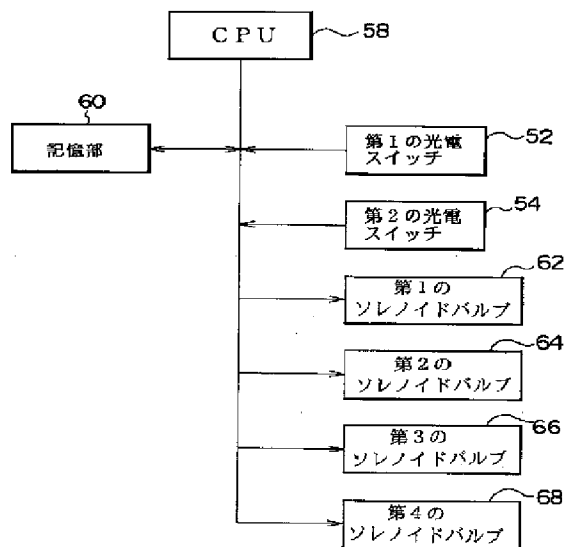 CPU
58
60
記憶部
第1の光電
スイッチ
52
第2の光電
スイッチ
54
62
第1の
ソレノイドバルブ
64
第2の
ソレノイドバルブ
66
第3の
ソレノイドバルブ
68
第4の
ソレノイドバルブ